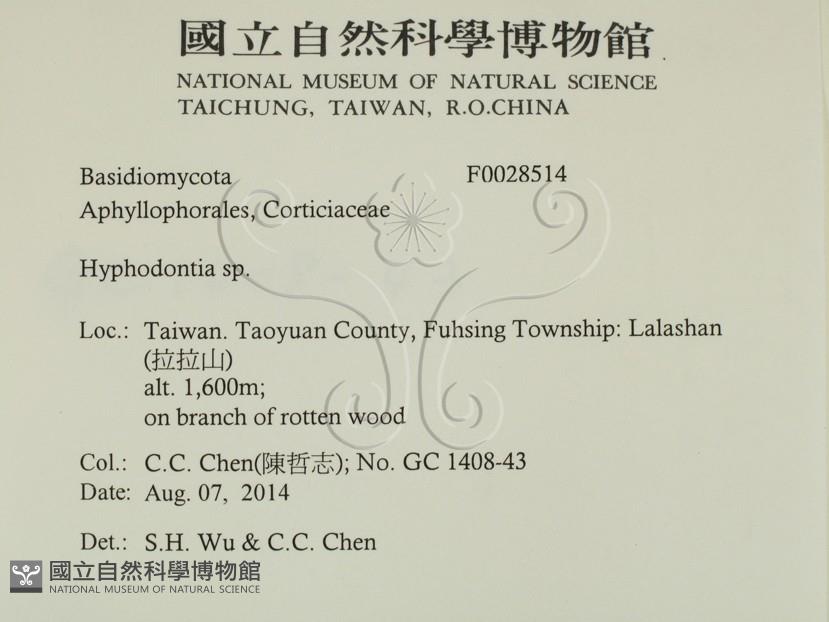 國立自然科學博物館
NATIONAL MUSEUM OF NATURAL SCIENCE
TAICHUNG, TAIWAN, R.O.CHINA
Basidiomycota F0028514
Aphyllophorales, Corticiaceae
Hyphodontia sp.
Loc.: Taiwan. Taoyuan County, Fuhsing Township: Lalashan
(拉拉山)
alt. 1,600m;
on branch of rotten wood
Col.: C.C. Chen(陳哲志); No. GC 1408-43
Date: Aug. 07, 2014
Det.: S.H. Wu & C.C. Chen
國立自然科學博物館
NATIONAL MUSEUM OF NATURAL SCIENCE